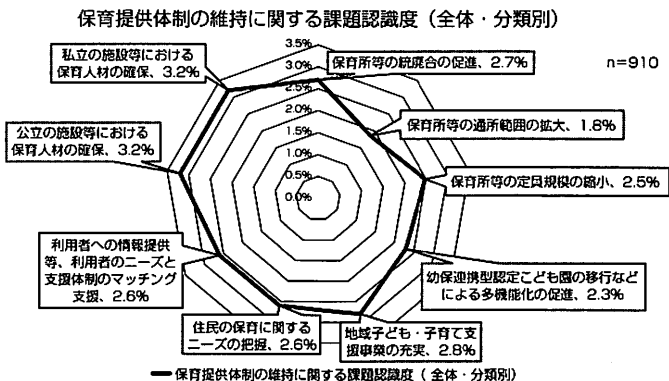 保育提供体制の維持に関する課題認識度（全体・分類別）
n=910
3.5%
3.0%
2.5%
2.0%
1.5%
1.0%
0.5%
0.0%
保育所等の統廃合の促進、2.7%
保育所等の通所範囲の拡大、1.8%
保育所等の定員規模の縮小、2.5%
幼保連携型認定こども園の移行など
による多機能化の促進、2.3%
地域子ども・子育て支
援事業の充実、2.8%
住民の保育に関する
ニーズの把握、2.6%
利用者への情報提供
等、利用者のニーズと
支援体制のマッチング
支援、2.6%
公立の施設等における
保育人材の確保、3.2%
私立の施設等における
保育人材の確保、3.2%
保育提供体制の維持に関する課題認識度（全体・分類別）